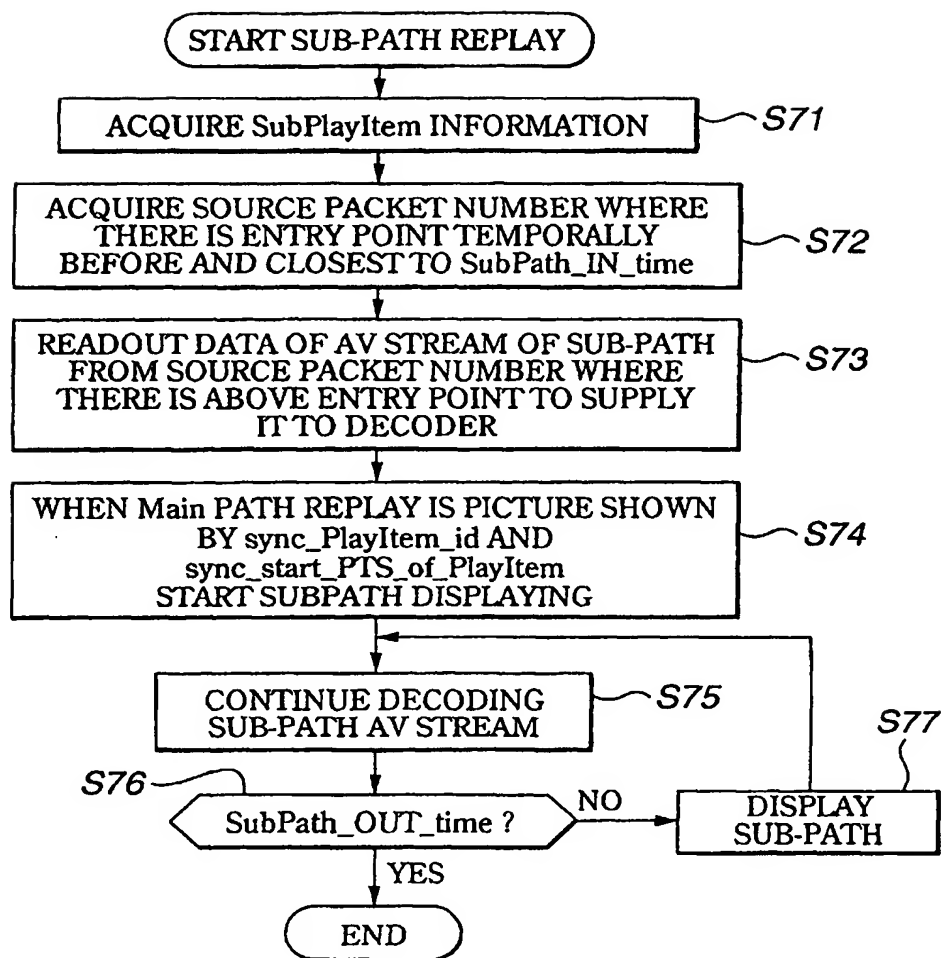 START SUB-PATH REPLAY
ACQUIRE SubPlayItem INFORMATION
S71
ACQUIRE SOURCE PACKET NUMBER WHERE
THERE IS ENTRY POINT TEMPORALLY
BEFORE AND CLOSEST TO SubPath_IN_time
S72
READOUT DATA OF AV STREAM OF SUB-PATH
FROM SOURCE PACKET NUMBER WHERE
THERE IS ABOVE ENTRY POINT TO SUPPLY
IT TO DECODER
S73
WHEN Main PATH REPLAY IS PICTURE SHOWN
BY sync_PlayItem_id AND
sync_start_PTS_of_PlayItem
START SUBPATH DISPLAYING
S74
CONTINUE DECODING
SUB-PATH AV STREAM
S75
S76
SubPath_OUT_time ?
NO
S77
DISPLAY
SUB-PATH
YES
END